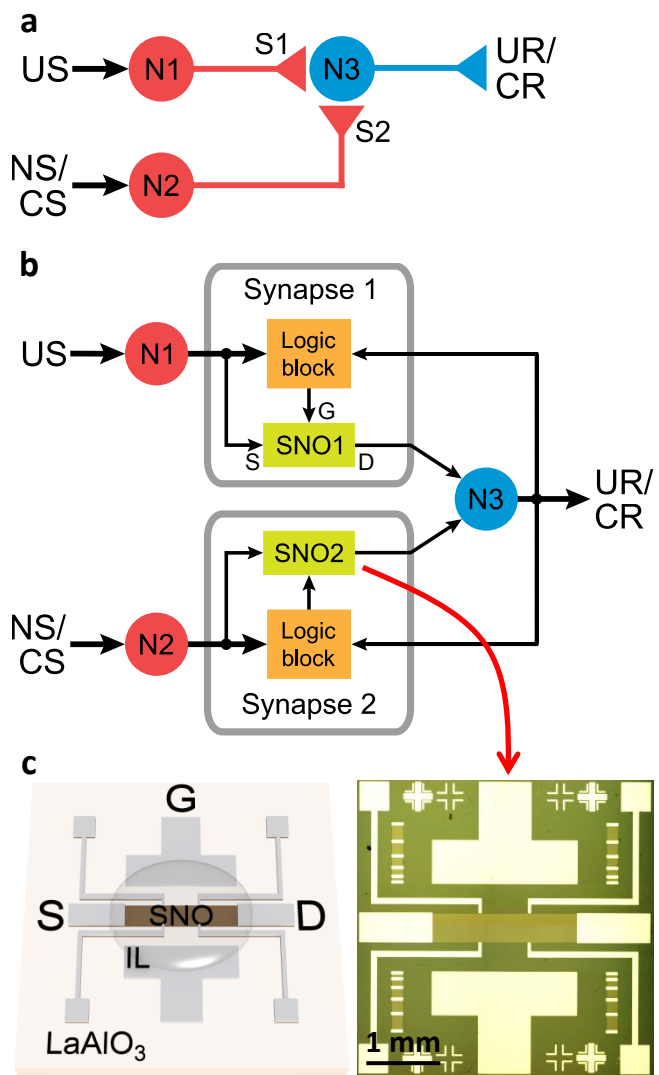 a
US
N1
S1
N3
UR/
CR
S2
NS/
CS
N2
b
Synapse 1
US
N1
Logic
block
G
S
SNO1
D
N3
UR/
CR
SNO2
NS/
CS
N2
Logic
block
Synapse 2
c
G
S
SNO
D
IL
LaAlO₃
1 mm